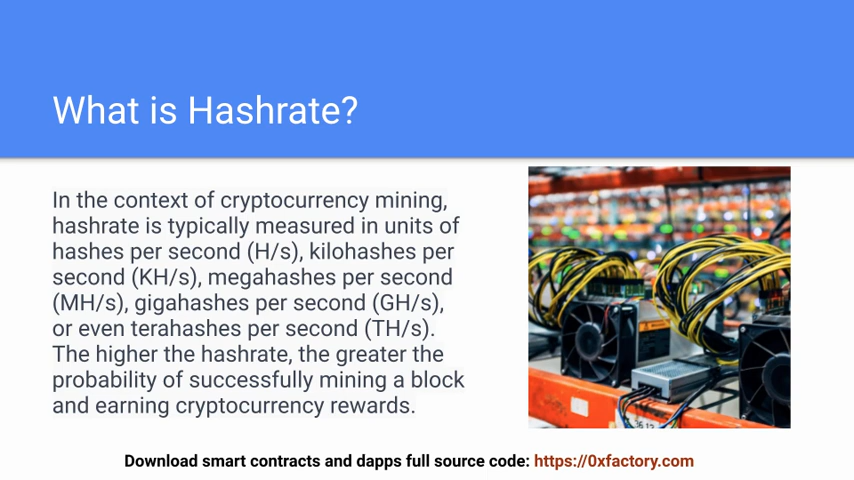 What is Hashrate?
In the context of cryptocurrency mining,
hashrate is typically measured in units of
hashes per second (H/s), kilohashes per
second (KH/s), megahashes per second
(MH/s), gigahashes per second (GH/s),
or even terahashes per second (TH/s).
The higher the hashrate, the greater the
probability of successfully mining a block
and earning cryptocurrency rewards.
Download smart contracts and dapps full source code: https://0xfactory.com